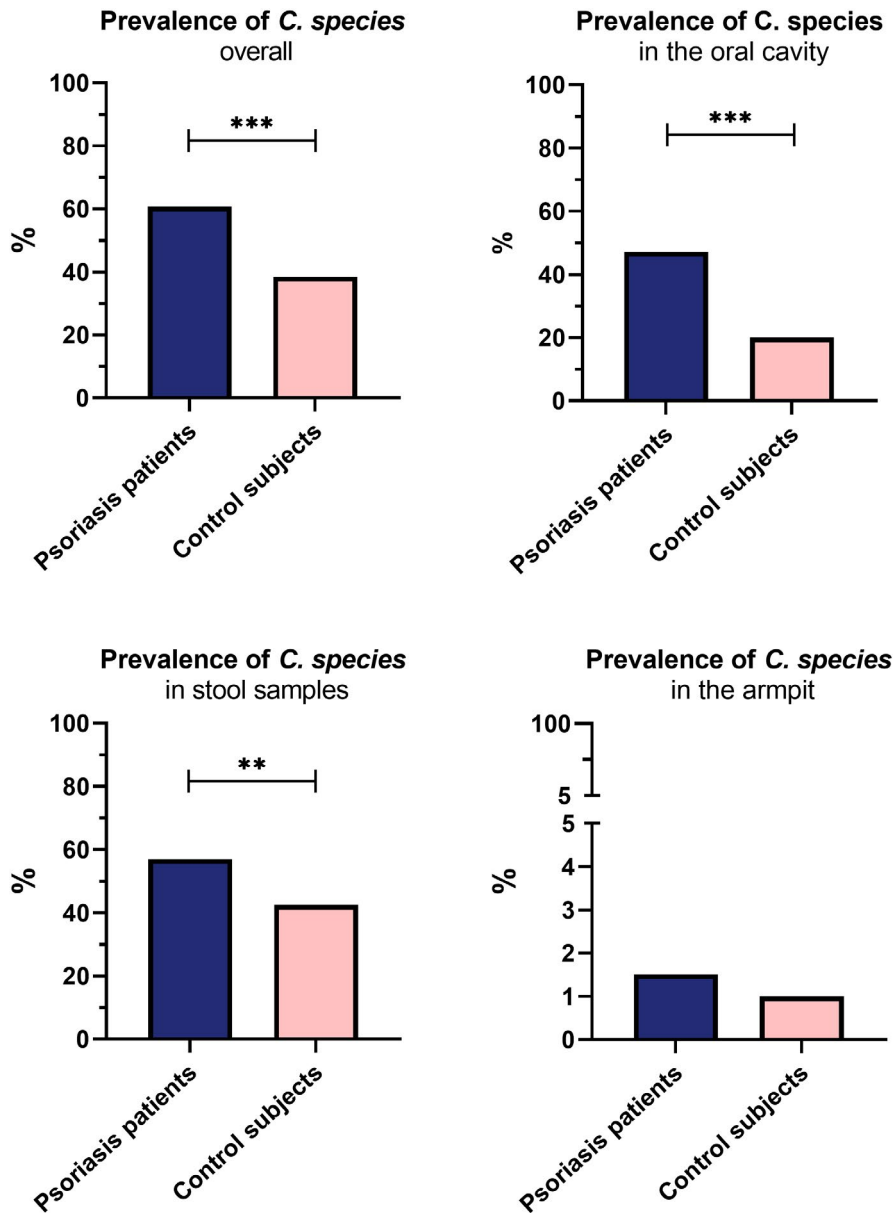 Prevalence of C. species
overall
100
80
60
40
20
0
%
***
Psoriasis patients
Control subjects
Prevalence of C. species
in the oral cavity
100
80
60
40
20
0
%
***
Psoriasis patients
Control subjects
Prevalence of C. species
in stool samples
100
80
60
40
20
0
%
**
Psoriasis patients
Control subjects
Prevalence of C. species
in the armpit
100
5
5
4
3
2
1
0
%
Psoriasis patients
Control subjects